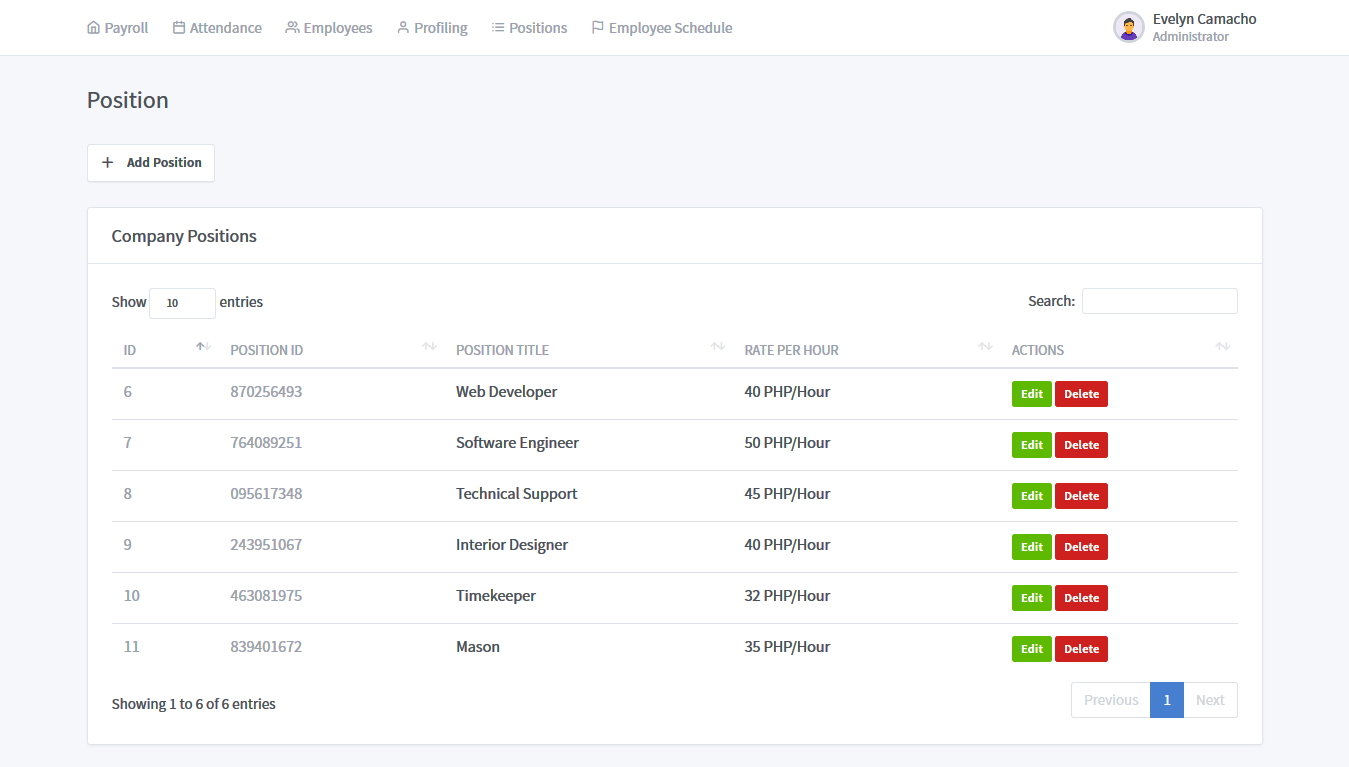 Payroll Attendance Employees Profiling Positions Employee Schedule
Evelyn Camacho
Administrator
Position
Add Position
Company Positions
Show 10 entries Search:
ID POSITION ID POSITION TITLE RATE PER HOUR ACTIONS
6 870256493 Web Developer 40 PHP/Hour Edit Delete
7 764089251 Software Engineer 50 PHP/Hour Edit Delete
8 095617348 Technical Support 45 PHP/Hour Edit Delete
9 243951067 Interior Designer 40 PHP/Hour Edit Delete
10 463081975 Timekeeper 32 PHP/Hour Edit Delete
11 839401672 Mason 35 PHP/Hour Edit Delete
Showing 1 to 6 of 6 entries Previous 1 Next